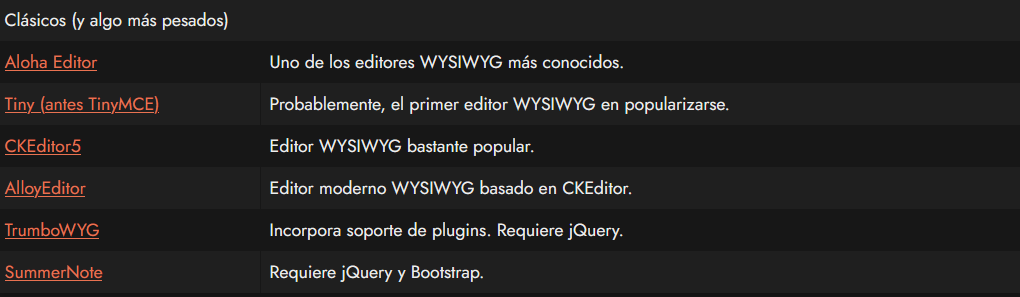 Clásicos (y algo más pesados)
Aloha Editor Uno de los editores WYSIWYG más conocidos.
Tiny (antes TinyMCE) Probablemente, el primer editor WYSIWYG en popularizarse.
CKEditor5 Editor WYSIWYG bastante popular.
AlloyEditor Editor moderno WYSIWYG basado en CKEditor.
TrumboWYG Incorpora soporte de plugins. Requiere jQuery.
SummerNote Requiere jQuery y Bootstrap.